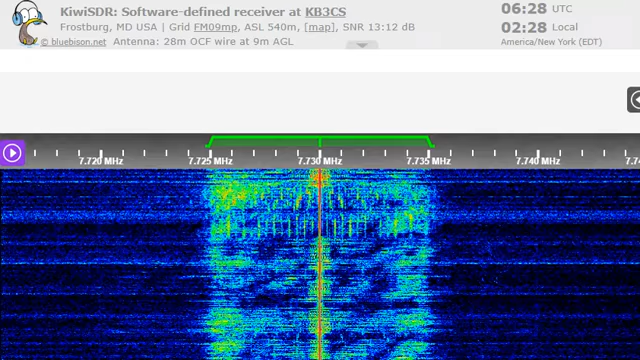 KiwiSDR: Software-defined receiver at KB3CS
Frostburg, MD USA | Grid FM09mp, ASL 540m, [map], SNR 13:12 dB
© bluebison.net Antenna: 28m OCF wire at 9m AGL
06:28 UTC
02:28 Local
America/New York (EDT)
7.720 MHz 7.725 MHz 7.730 MHz 7.735 MHz 7.740 MHz